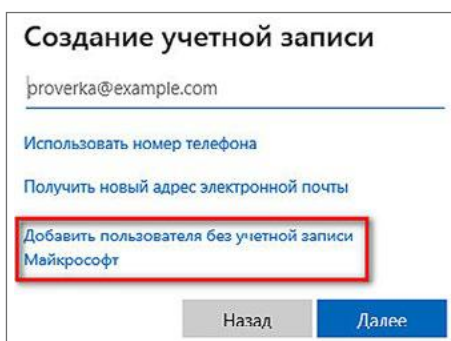 Создание учетной записи
proverka@example.com
Использовать номер телефона
Получить новый адрес электронной почты
Добавить пользователя без учетной записи
Майкрософт
Назад Далее